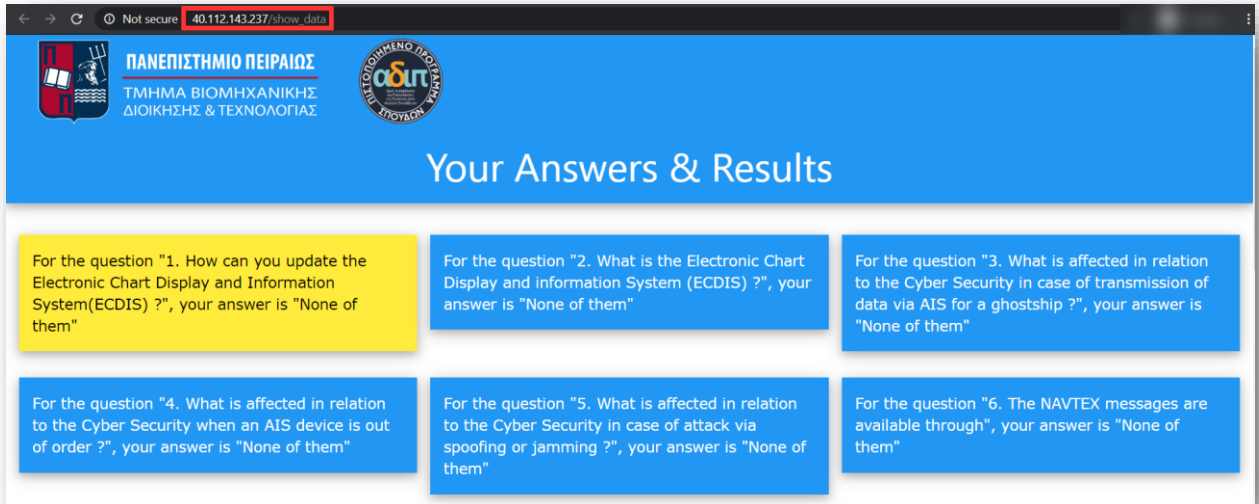 Not secure
40.112.143.237/show_data
ΠΑΝΕΠΙΣΤΗΜΙΟ ΠΕΙΡΑΙΩΣ
ΤΜΗΜΑ ΒΙΟΜΗΧΑΝΙΚΗΣ
ΔΙΟΙΚΗΣΗΣ & ΤΕΧΝΟΛΟΓΙΑΣ
ΠΙΣΤΟΠΟΙΗΜΕΝΟ ΠΡΟΓΡΑΜΜΑ
αδιπ
ΣΠΟΥΔΩΝ
Your Answers & Results
For the question "1. How can you update the
Electronic Chart Display and Information
System(ECDIS) ?", your answer is "None of
them"
For the question "2. What is the Electronic Chart
Display and information System (ECDIS) ?", your
answer is "None of them"
For the question "3. What is affected in relation
to the Cyber Security in case of transmission of
data via AIS for a ghostship ?", your answer is
"None of them"
For the question "4. What is affected in relation
to the Cyber Security when an AIS device is out
of order ?", your answer is "None of them"
For the question "5. What is affected in relation
to the Cyber Security in case of attack via
spoofing or jamming ?", your answer is "None of
them"
For the question "6. The NAVTEX messages are
available through", your answer is "None of
them"